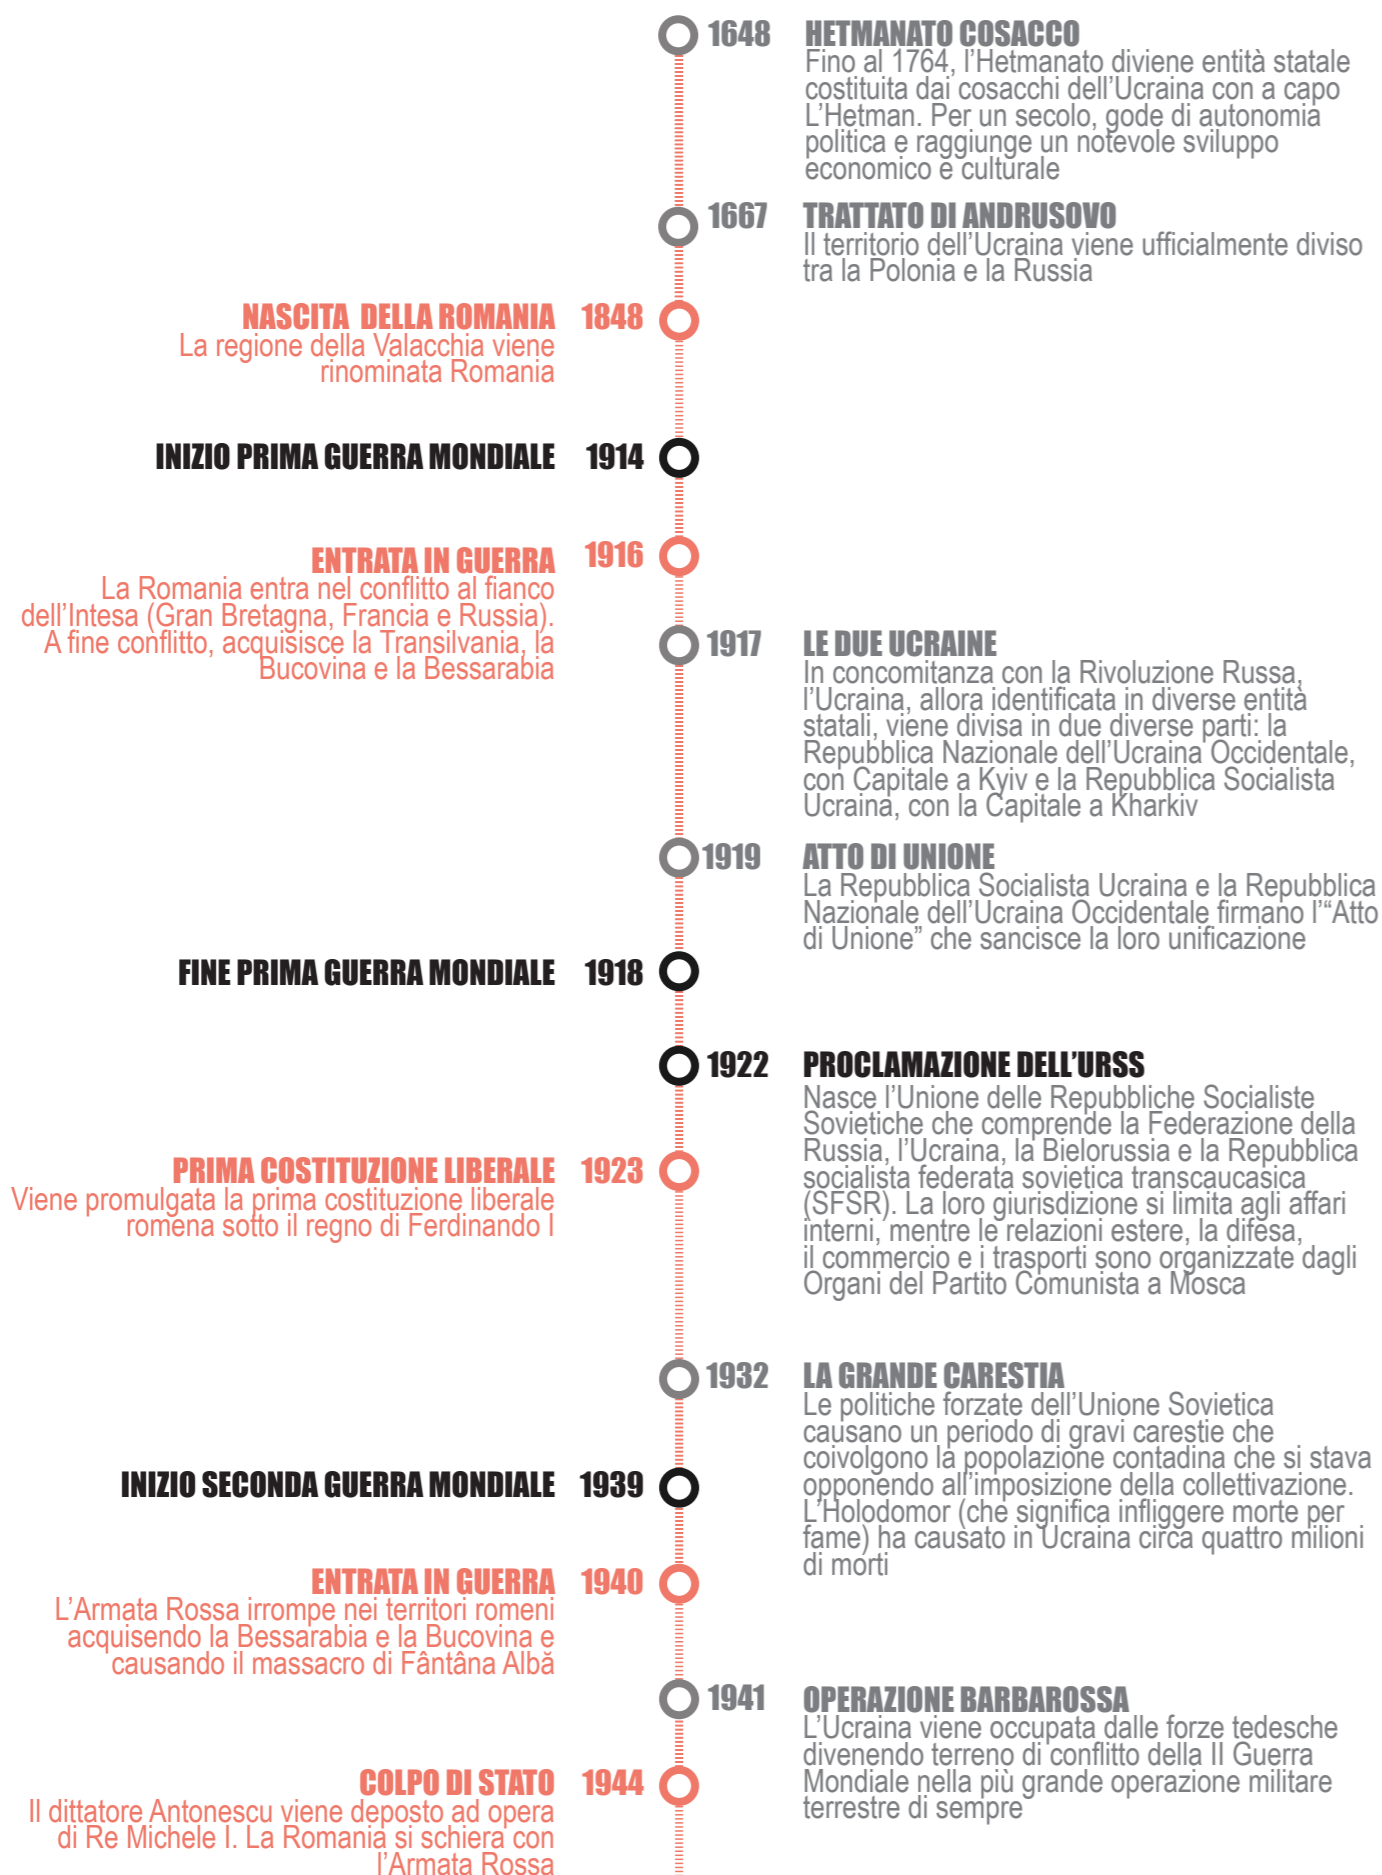 1648 HETMANATO COSACCO
Fino al 1764, l’Hetmanato diviene entità statale
costituita dai cosacchi dell’Ucraina con a capo
L’Hetman. Per un secolo, gode di autonomia
politica e raggiunge un notevole sviluppo
economico e culturale
1667 TRATTATO DI ANDRUSOVO
Il territorio dell’Ucraina viene ufficialmente diviso
tra la Polonia e la Russia
NASCITA DELLA ROMANIA 1848
La regione della Valacchia viene
rinominata Romania
INIZIO PRIMA GUERRA MONDIALE 1914
ENTRATA IN GUERRA 1916
La Romania entra nel conflitto al fianco
dell’Intesa (Gran Bretagna, Francia e Russia).
A fine conflitto, acquisisce la Transilvania, la
Bucovina e la Bessarabia
1917 LE DUE UCRAINE
In concomitanza con la Rivoluzione Russa,
l’Ucraina, allora identificata in diverse entità
statali, viene divisa in due diverse parti: la
Repubblica Nazionale dell’Ucraina Occidentale,
con Capitale a Kyiv e la Repubblica Socialista
Ucraina, con la Capitale a Kharkiv
1919 ATTO DI UNIONE
La Repubblica Socialista Ucraina e la Repubblica
Nazionale dell’Ucraina Occidentale firmano l’“Atto
di Unione” che sancisce la loro unificazione
FINE PRIMA GUERRA MONDIALE 1918
1922 PROCLAMAZIONE DELL’URSS
Nasce l’Unione delle Repubbliche Socialiste
Sovietiche che comprende la Federazione della
Russia, l’Ucraina, la Bielorussia e la Repubblica
socialista federata sovietica transcaucasica
(SFSR). La loro giurisdizione si limita agli affari
interni, mentre le relazioni estere, la difesa,
il commercio e i trasporti sono organizzate dagli
Organi del Partito Comunista a Mosca
PRIMA COSTITUZIONE LIBERALE 1923
Viene promulgata la prima costituzione liberale
romena sotto il regno di Ferdinando I
1932 LA GRANDE CARESTIA
Le politiche forzate dell’Unione Sovietica
causano un periodo di gravi carestie che
coivolgono la popolazione contadina che si stava
opponendo all’imposizione della collettivazione.
L’Holodomor (che significa infliggere morte per
fame) ha causato in Ucraina circa quattro milioni
di morti
INIZIO SECONDA GUERRA MONDIALE 1939
ENTRATA IN GUERRA 1940
L’Armata Rossa irrompe nei territori romeni
acquisendo la Bessarabia e la Bucovina e
causando il massacro di Fântâna Albă
1941 OPERAZIONE BARBAROSSA
L’Ucraina viene occupata dalle forze tedesche
divenendo terreno di conflitto della II Guerra
Mondiale nella più grande operazione militare
terrestre di sempre
COLPO DI STATO 1944
Il dittatore Antonescu viene deposto ad opera
di Re Michele I. La Romania si schiera con
l’Armata Rossa